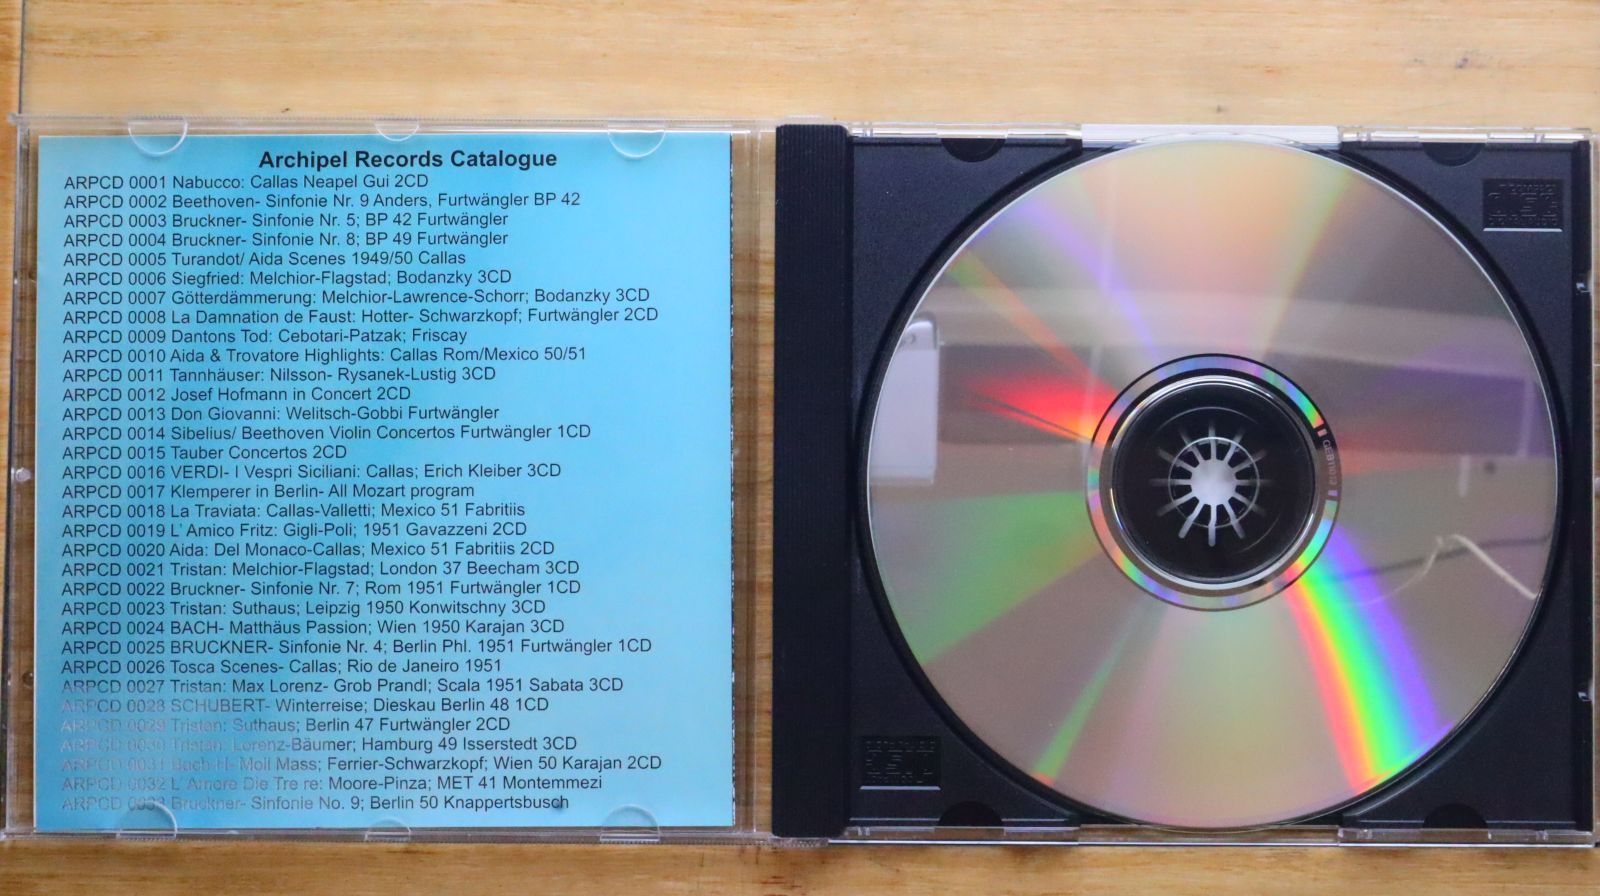 Archipel Records Catalogue
ARPCD 0001 Nabucco: Callas Neapel Gui 2CD
ARPCD 0002 Beethoven- Sinfonie Nr. 9 Anders, Furtwängler BP 42
ARPCD 0003 Bruckner- Sinfonie Nr. 5; BP 42 Furtwängler
ARPCD 0004 Bruckner- Sinfonie Nr. 8; BP 49 Furtwängler
ARPCD 0005 Turandot/ Aida Scenes 1949/50 Callas
ARPCD 0006 Siegfried: Melchior-Flagstad; Bodanzky 3CD
ARPCD 0007 Götterdämmerung: Melchior-Lawrence-Schorr; Bodanzky 3CD
ARPCD 0008 La Damnation de Faust: Hotter- Schwarzkopf; Furtwängler 2CD
ARPCD 0009 Dantons Tod: Cebotari-Patzak; Friscay
ARPCD 0010 Aida & Trovatore Highlights: Callas Rom/Mexico 50/51
ARPCD 0011 Tannhäuser: Nilsson- Rysanek-Lustig 3CD
ARPCD 0012 Josef Hofmann in Concert 2CD
ARPCD 0013 Don Giovanni: Welitsch-Gobbi Furtwängler
ARPCD 0014 Sibelius/ Beethoven Violin Concertos Furtwängler 1CD
ARPCD 0015 Tauber Concertos 2CD
ARPCD 0016 VERDI- I Vespri Siciliani: Callas; Erich Kleiber 3CD
ARPCD 0017 Klemperer in Berlin- All Mozart program
ARPCD 0018 La Traviata: Callas-Valletti; Mexico 51 Fabritiis
ARPCD 0019 L' Amico Fritz: Gigli-Poli; 1951 Gavazzeni 2CD
ARPCD 0020 Aida: Del Monaco-Callas; Mexico 51 Fabritiis 2CD
ARPCD 0021 Tristan: Melchior-Flagstad; London 37 Beecham 3CD
ARPCD 0022 Bruckner- Sinfonie Nr. 7; Rom 1951 Furtwängler 1CD
ARPCD 0023 Tristan: Suthaus; Leipzig 1950 Konwitschny 3CD
ARPCD 0024 BACH- Matthäus Passion; Wien 1950 Karajan 3CD
ARPCD 0025 BRUCKNER- Sinfonie Nr. 4; Berlin Phl. 1951 Furtwängler 1CD
ARPCD 0026 Tosca Scenes- Callas; Rio de Janeiro 1951
ARPCD 0027 Tristan: Max Lorenz- Grob Prandl; Scala 1951 Sabata 3CD
ARPCD 0028 SCHUBERT- Winterreise; Dieskau Berlin 48 1CD
ARPCD 0029 Tristan: Suthaus; Berlin 47 Furtwängler 2CD
ARPCD 0030 Tristan: Lorenz-Bäumer; Hamburg 49 Isserstedt 3CD
ARPCD 0031 Bach-H- Moll Mass; Ferrier-Schwarzkopf; Wien 50 Karajan 2CD
ARPCD 0032 L' Amore Die Tre re: Moore-Pinza; MET 41 Montemmezi
ARPCD 0033 Bruckner- Sinfonie No. 9; Berlin 50 Knappertsbusch